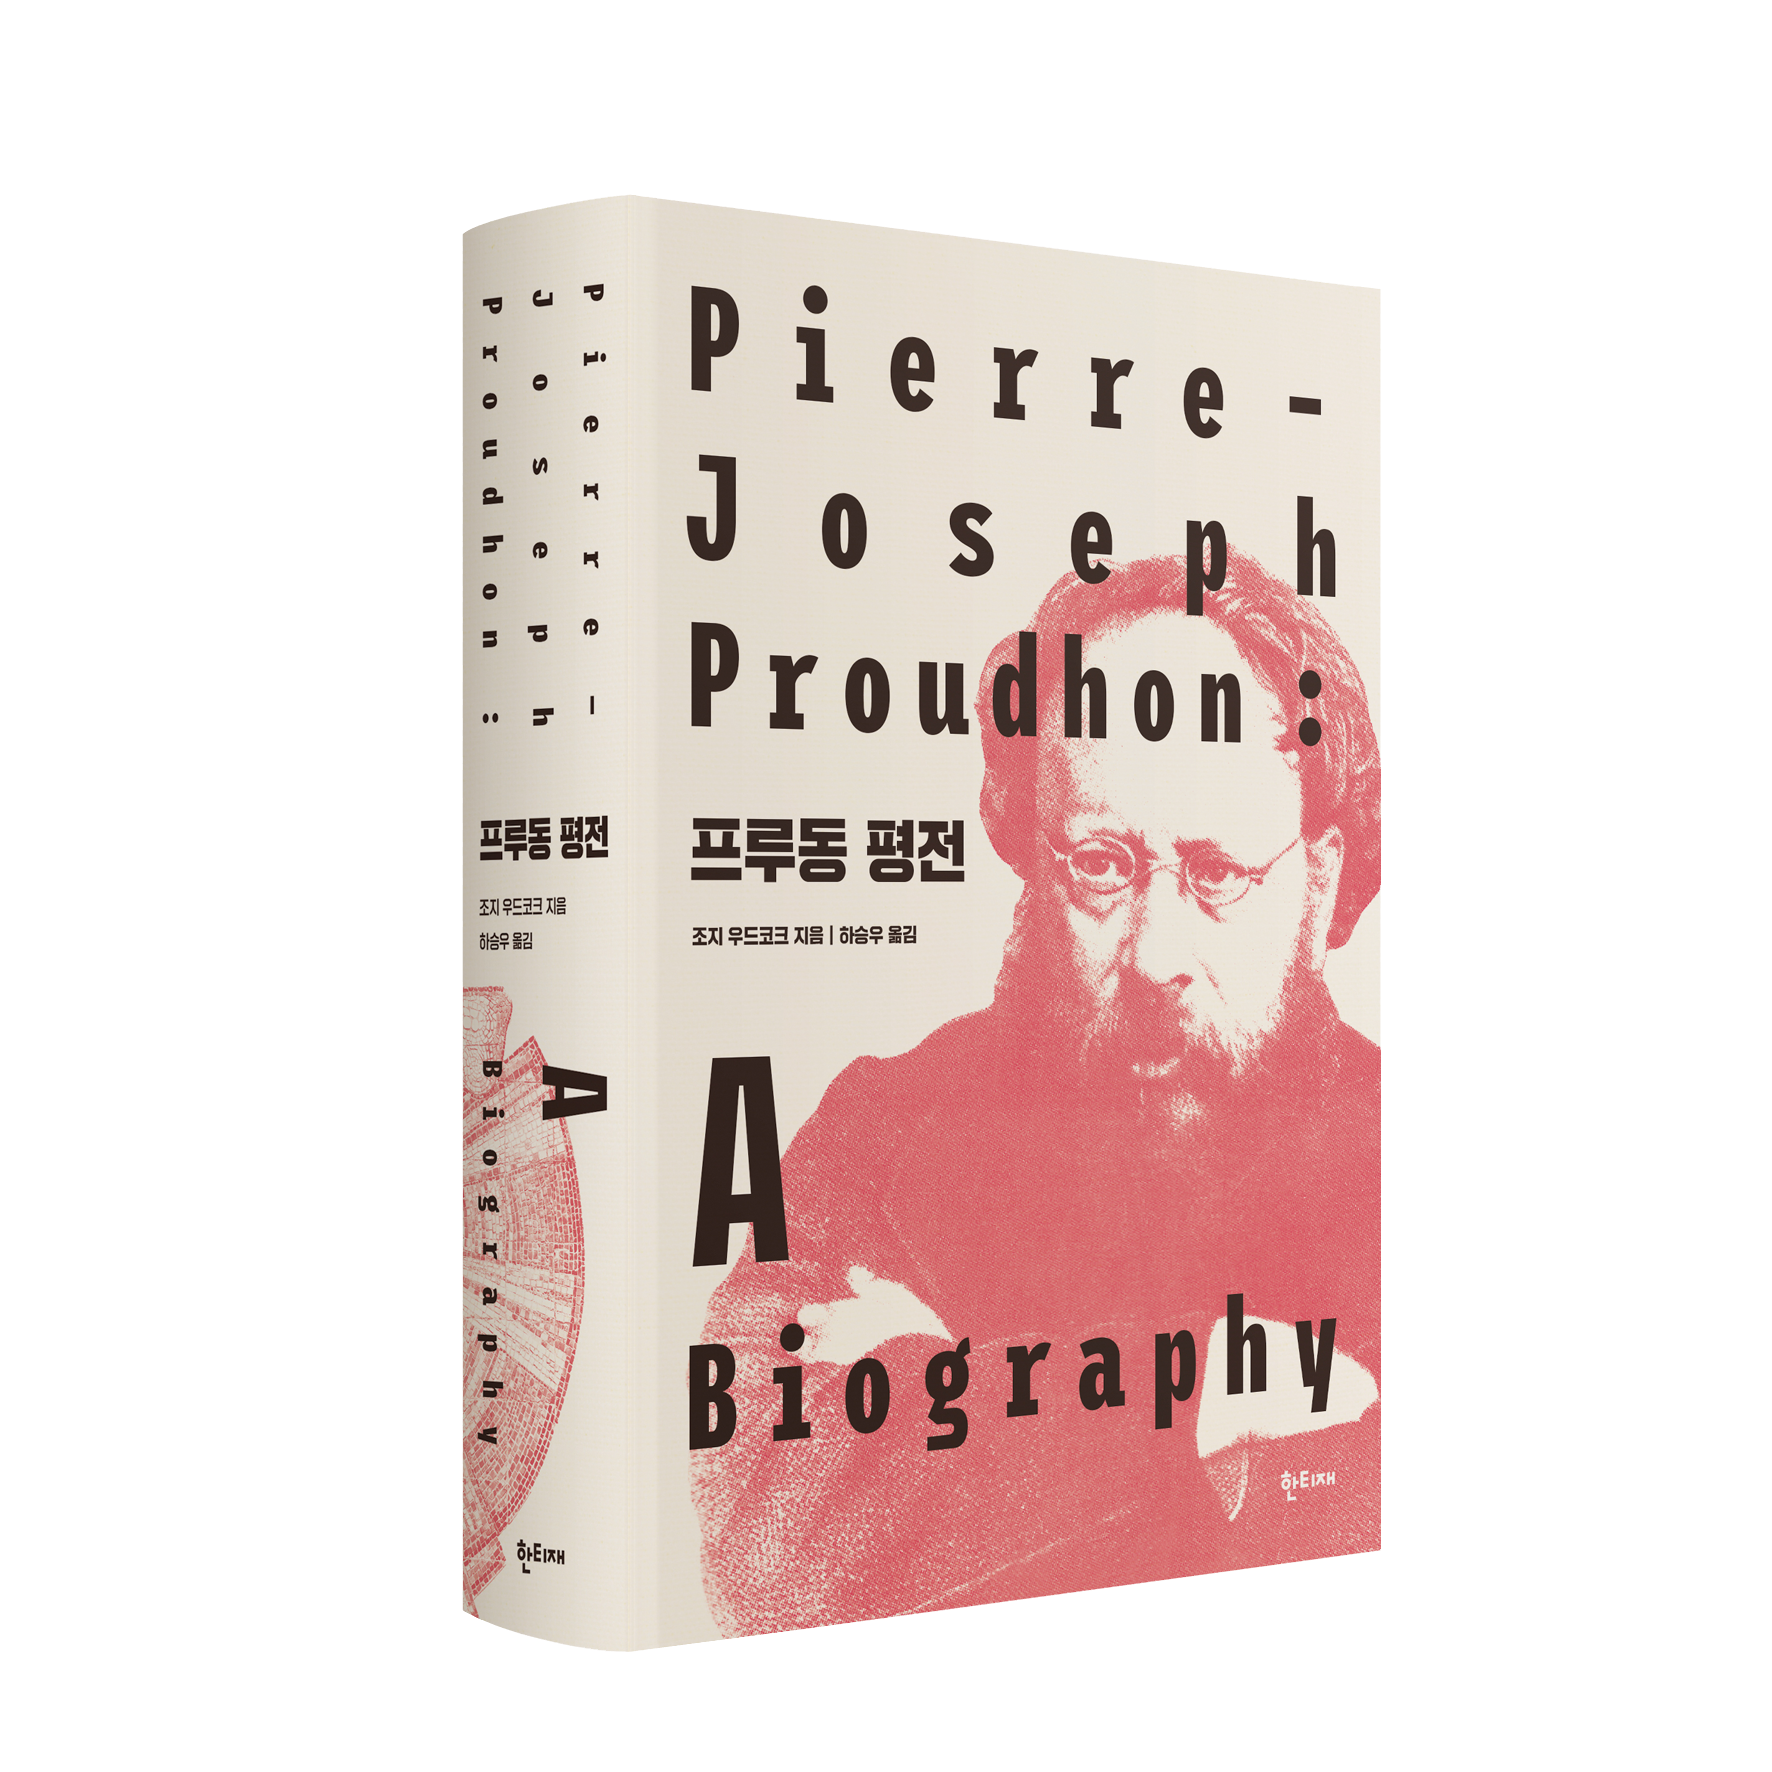 Pierre-
Joseph
Proudhon:
프루동 평전
조지 우드코크 지음
하승우 옮김
A
Biography
한티재
Pierre-
Joseph
Proudhon:
프루동 평전
조지 우드코크 지음 | 하승우 옮김
A
Biography
한티재